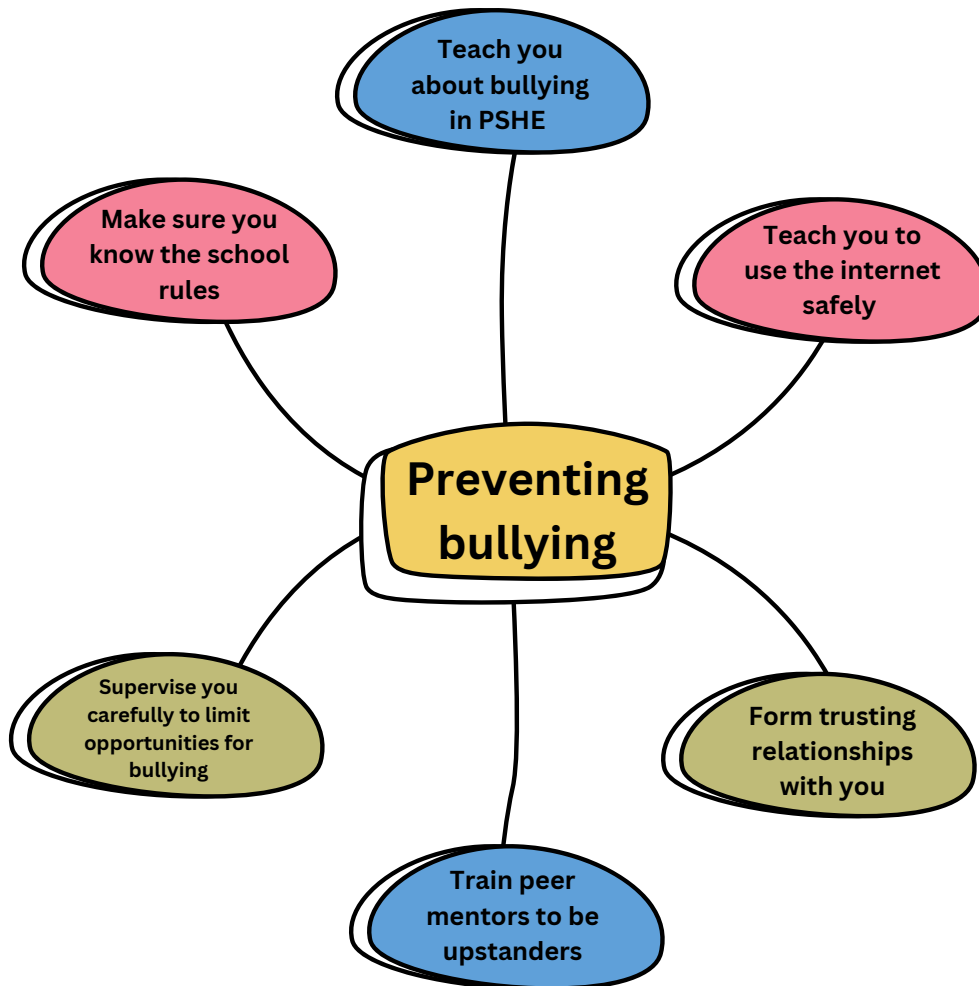 Teach you
about bullying
in PSHE
Make sure you
know the school
rules
Teach you to
use the internet
safely
Preventing
bullying
Supervise you
carefully to limit
opportunities for
bullying
Form trusting
relationships
with you
Train peer
mentors to be
upstanders